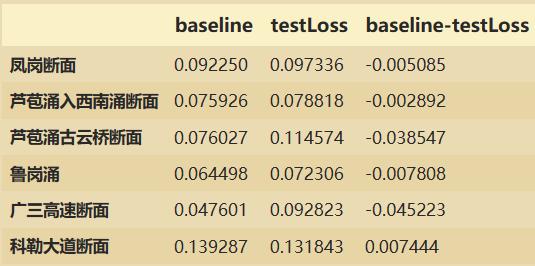 baseline testLoss baseline-testLoss
凤岗断面 0.092250 0.097336 -0.005085
芦苞涌入西南涌断面 0.075926 0.078818 -0.002892
芦苞涌古云桥断面 0.076027 0.114574 -0.038547
鲁岗涌 0.064498 0.072306 -0.007808
广三高速断面 0.047601 0.092823 -0.045223
科勒大道断面 0.139287 0.131843 0.007444